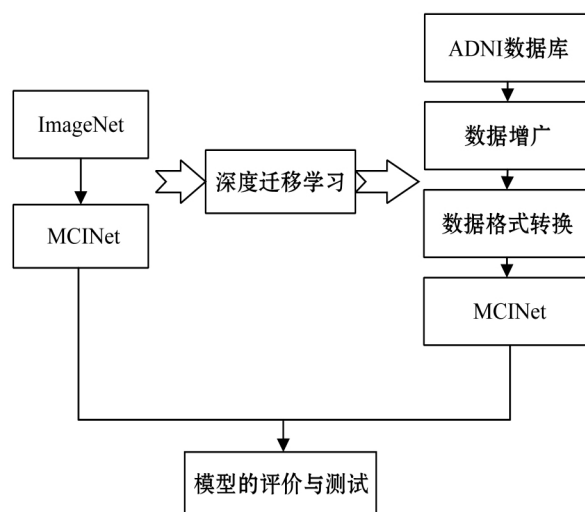 ImageNet
MCINet
深度迁移学习
ADNI数据库
数据增广
数据格式转换
MCINet
模型的评价与测试